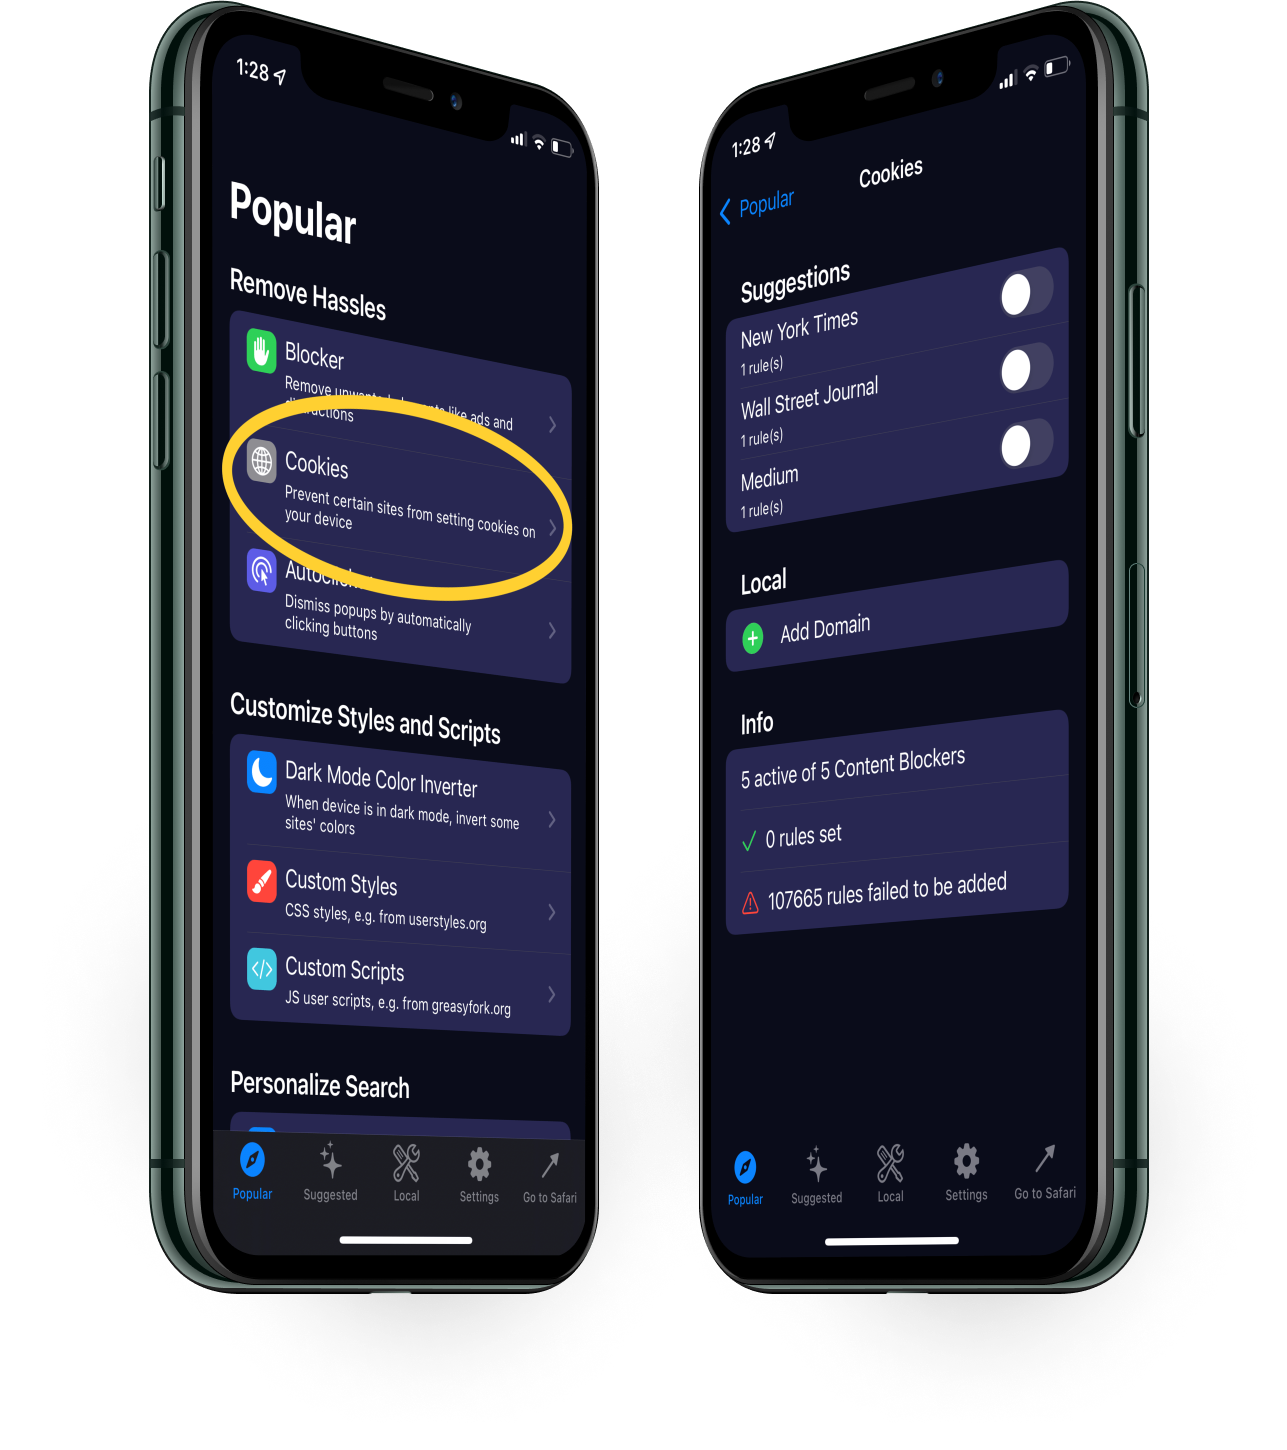 1:28
Popular
Remove Hassles
Blocker
Remove unwanted elements like ads and
distractions
Cookies
Prevent certain sites from setting cookies on
your device
Autoclicker
Dismiss popups by automatically
clicking buttons
Customize Styles and Scripts
Dark Mode Color Inverter
When device is in dark mode, invert some
sites' colors
Custom Styles
CSS styles, e.g. from userstyles.org
Custom Scripts
JS user scripts, e.g. from greasyfork.org
Personalize Search
Popular
Suggested
Local
Settings
Go to Safari
1:28
Popular
Cookies
Suggestions
New York Times
1 rule(s)
Wall Street Journal
1 rule(s)
Medium
1 rule(s)
Local
Add Domain
Info
5 active of 5 Content Blockers
0 rules set
107665 rules failed to be added
Popular
Suggested
Local
Settings
Go to Safari